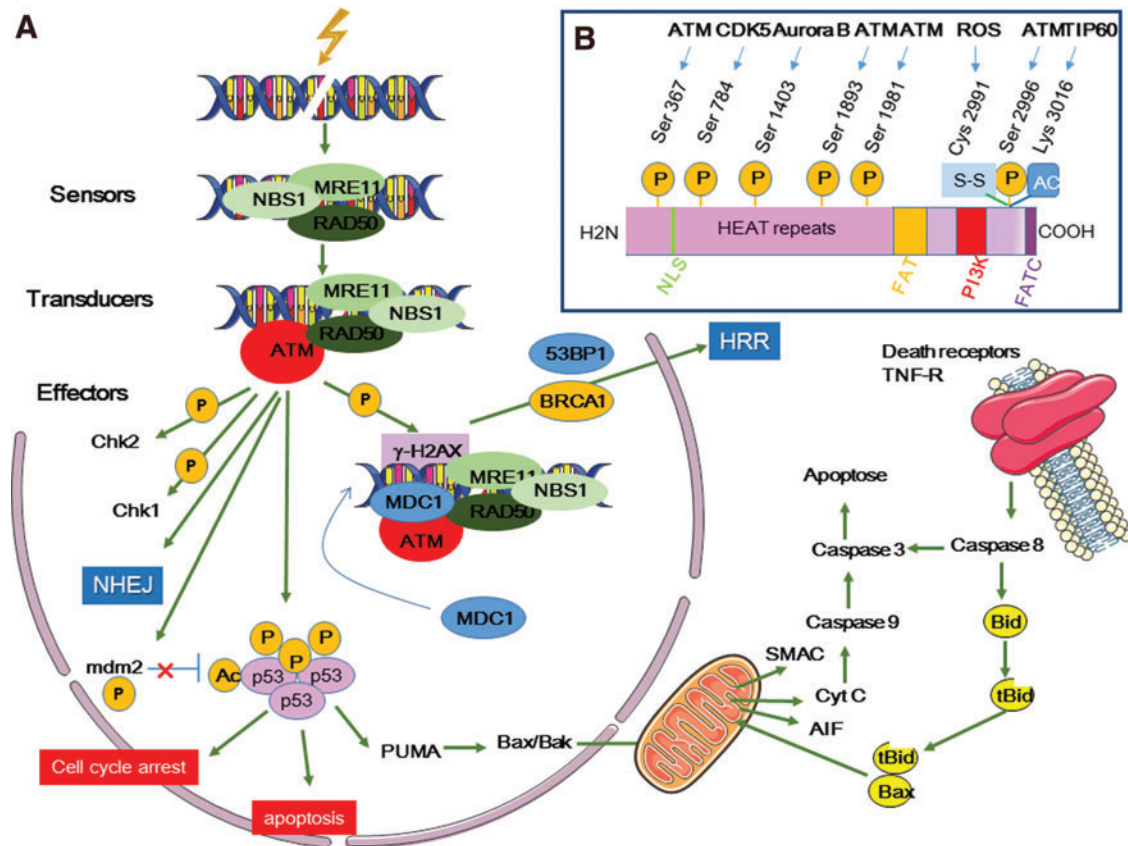 A
Sensors
NBS1
MRE11
RAD50
Transducers
MRE11
NBS1
RAD50
ATM
Effectors
P
P
P
Chk2
Chk1
NHEJ
mdm2
P
Ac
P
P
P
p53
p53
p53
Cell cycle arrest
apoptosis
PUMA
Bax/Bak
53BP1
BRCA1
HRR
γ-H2AX
MRE11
NBS1
MDC1
RAD50
ATM
MDC1
B
ATM CDK5 Aurora B ATM ATM ROS ATM TIP60
Ser 367
Ser 784
Ser 1403
Ser 1893
Ser 1981
Cys 2991
Ser 2996
Lys 3016
P P P P P S-S P AC
H2N
HEAT repeats
COOH
NLS
FAT
PI3K
FATC
Death receptors
TNF-R
Apoptose
Caspase 3
Caspase 8
Caspase 9
Bid
SMAC
Cyt C
AIF
tBid
tBid
Bax